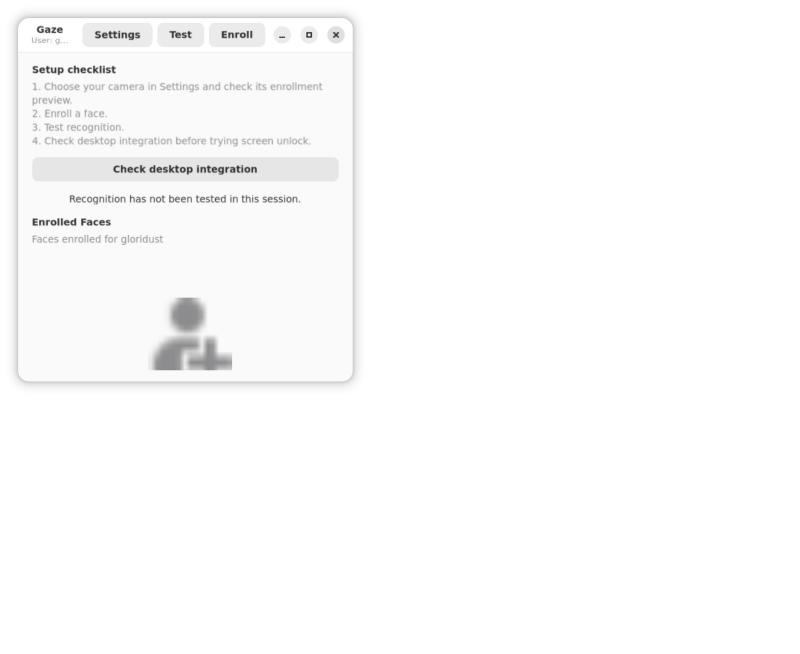 Gaze
User: g...
Settings
Test
Enroll
Setup checklist
1. Choose your camera in Settings and check its enrollment
preview.
2. Enroll a face.
3. Test recognition.
4. Check desktop integration before trying screen unlock.
Check desktop integration
Recognition has not been tested in this session.
Enrolled Faces
Faces enrolled for gloridust